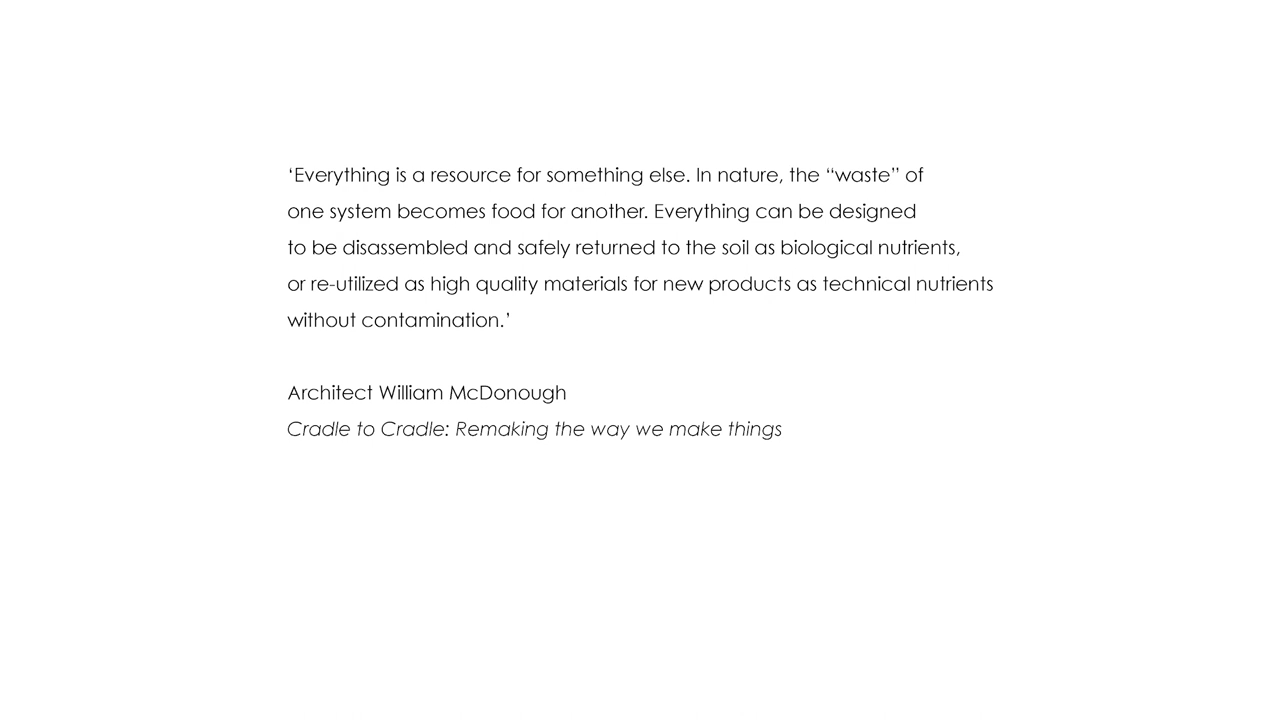 ‘Everything is a resource for something else. In nature, the “waste” of
one system becomes food for another. Everything can be designed
to be disassembled and safely returned to the soil as biological nutrients,
or re-utilized as high quality materials for new products as technical nutrients
without contamination.’
Architect William McDonough
Cradle to Cradle: Remaking the way we make things